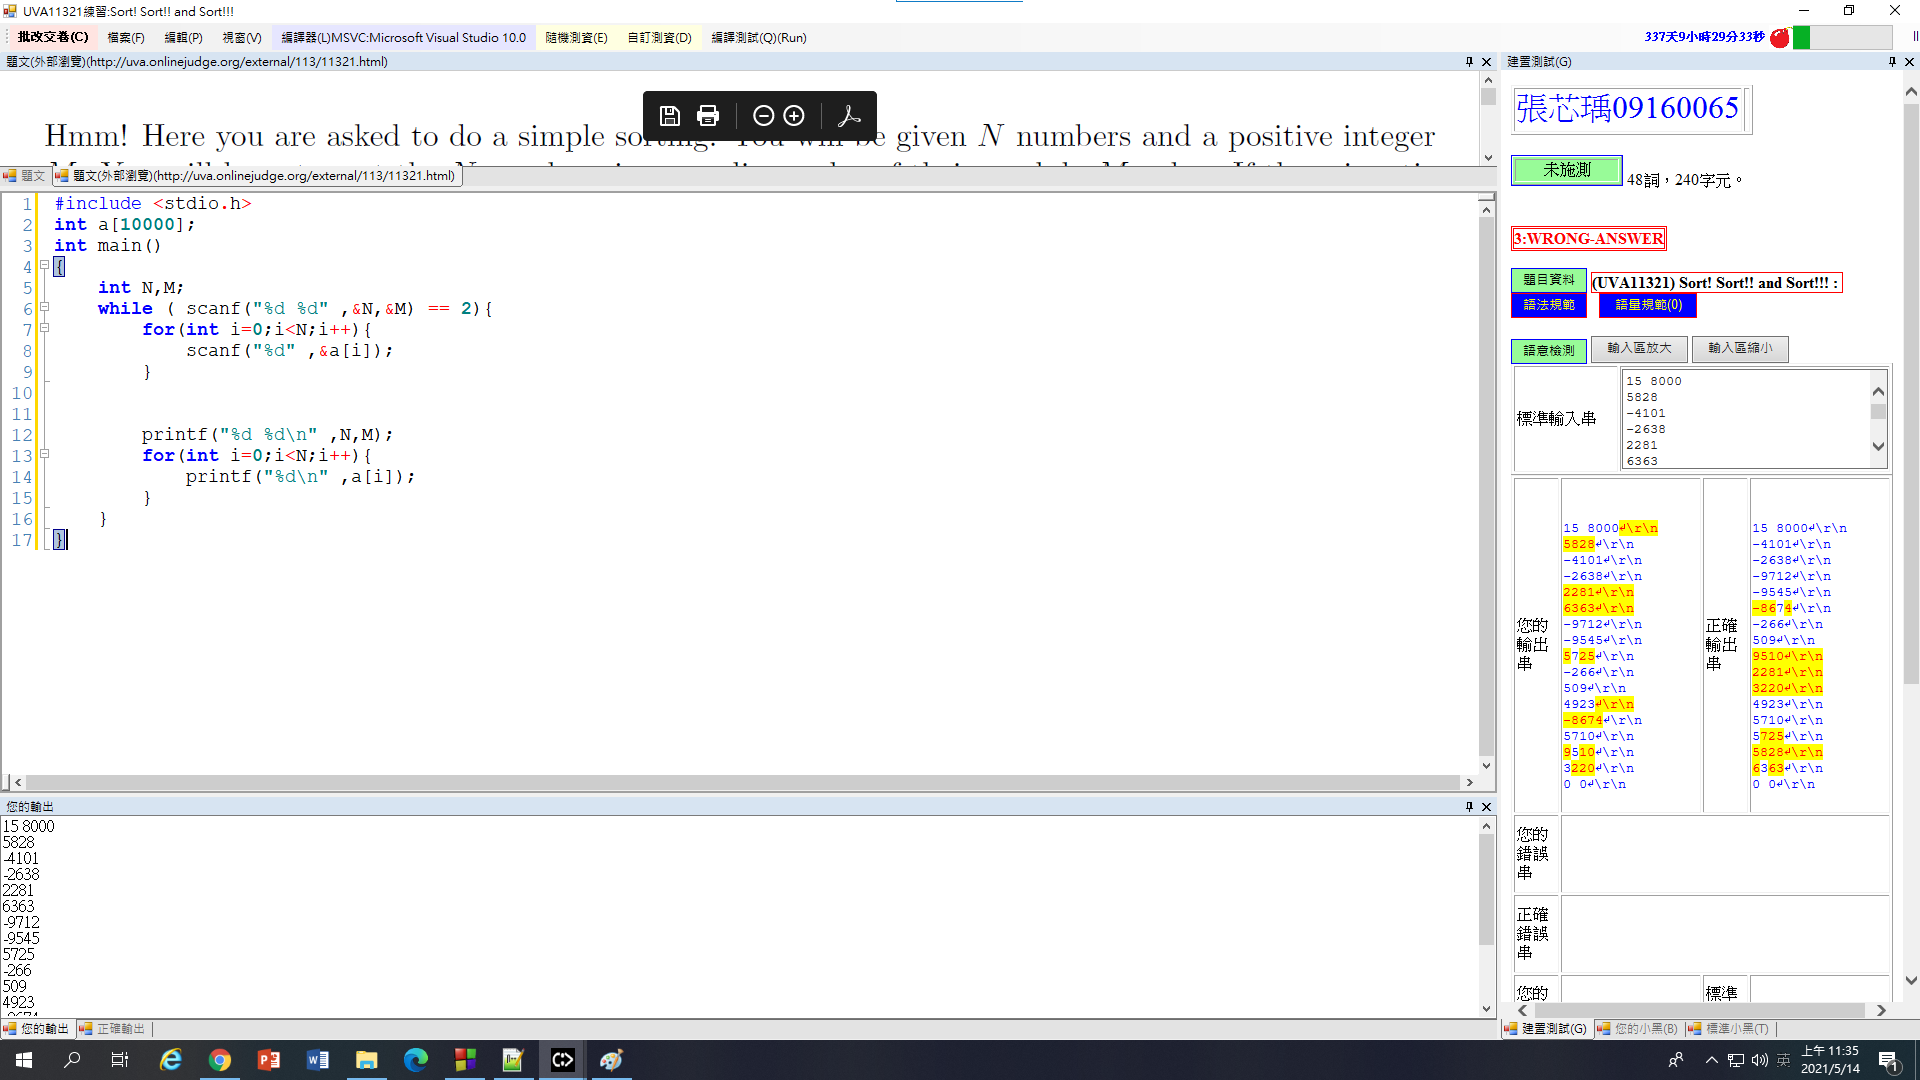 UVA11321練習:Sort! Sort!! and Sort!!!
批改交卷(C) 檔案(F) 編輯(P) 視窗(V) 編譯器(L)MSVC:Microsoft Visual Studio 10.0 隨機測資(E) 自訂測資(D) 編譯測試(Q)(Run) 337天9小時29分33秒
題文(外部瀏覽)(http://uva.onlinejudge.org/external/113/11321.html)
Hmm! Here you are asked to do a simple sorting. You will be given N numbers and a positive integer
題文 題文(外部瀏覽)(http://uva.onlinejudge.org/external/113/11321.html)
1 #include <stdio.h>
2 int a[10000];
3 int main()
4 {
5 int N,M;
6 while ( scanf("%d %d" ,&N,&M) == 2){
7 for(int i=0;i<N;i++){
8 scanf("%d" ,&a[i]);
9 }
10
11
12 printf("%d %d\n" ,N,M);
13 for(int i=0;i<N;i++){
14 printf("%d\n" ,a[i]);
15 }
16 }
17 }
您的輸出
15 8000
5828
-4101
-2638
2281
6363
-9712
-9545
5725
-266
509
4923
-8674
您的輸出 正確輸出
建置測試(G)
張芯瑀09160065
未施測 48詞，240字元。
3:WRONG-ANSWER
題目資料 (UVA11321) Sort! Sort!! and Sort!!! :
語法規範 語量規範(0)
語意檢測 輸入區放大 輸入區縮小
標準輸入串
15 8000
5828
-4101
-2638
2281
6363
您的輸出串
15 8000↲\r\n
5828↲\r\n
-4101↲\r\n
-2638↲\r\n
2281↲\r\n
6363↲\r\n
-9712↲\r\n
-9545↲\r\n
5725↲\r\n
-266↲\r\n
509↲\r\n
4923↲\r\n
-8674↲\r\n
5710↲\r\n
9510↲\r\n
3220↲\r\n
0 0↲\r\n
正確輸出串
15 8000↲\r\n
-4101↲\r\n
-2638↲\r\n
-9712↲\r\n
-9545↲\r\n
-8674↲\r\n
-266↲\r\n
509↲\r\n
9510↲\r\n
2281↲\r\n
3220↲\r\n
4923↲\r\n
5710↲\r\n
5725↲\r\n
5828↲\r\n
6363↲\r\n
0 0↲\r\n
您的錯誤串
正確錯誤串
您的 標準
建置測試(G) 您的小黑(B) 標準小黑(T)
英 上午 11:35
2021/5/14
1